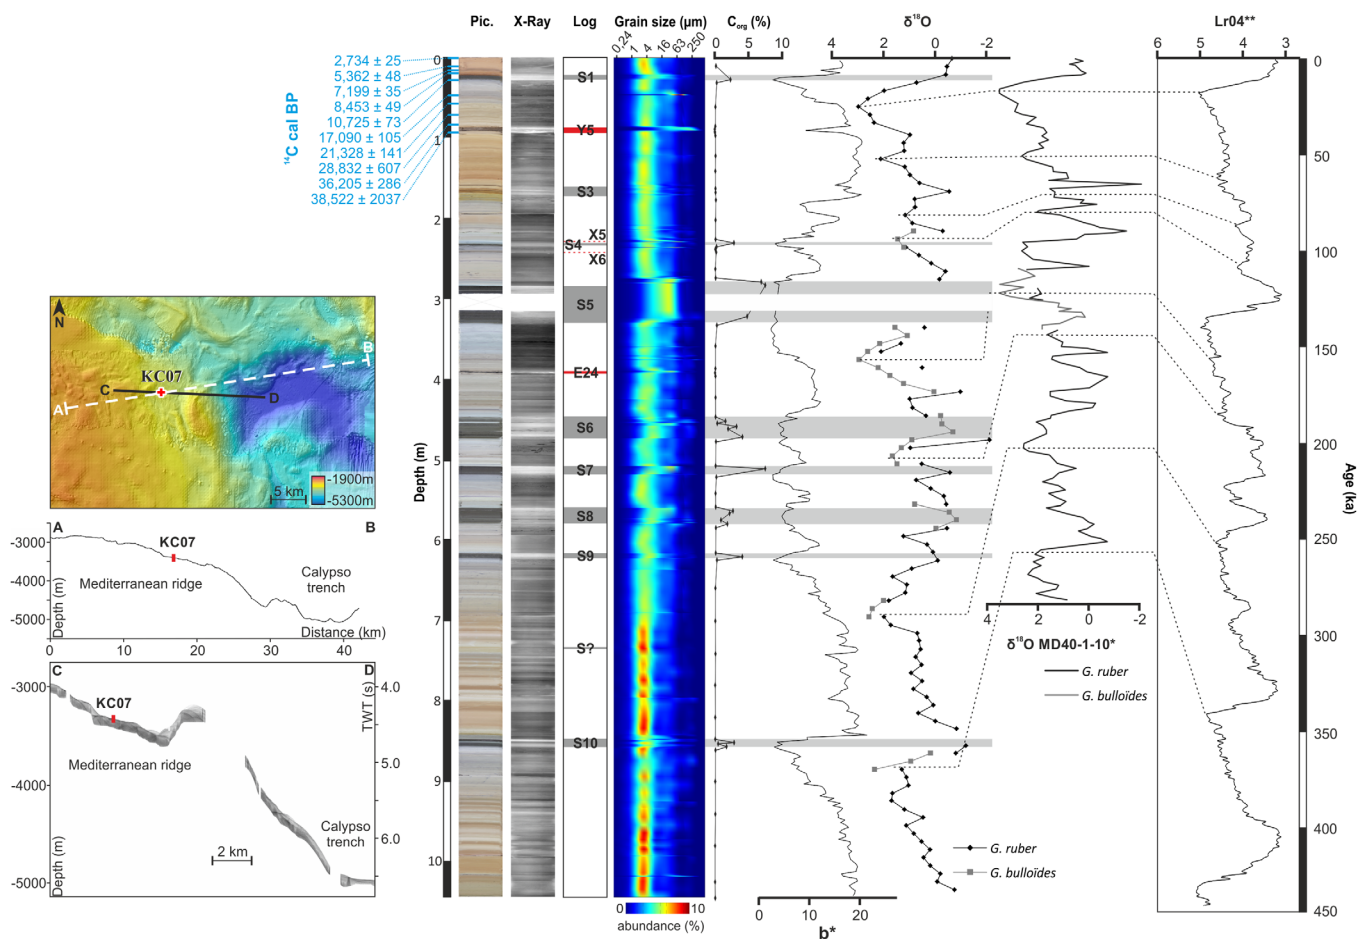 Pic.
X-Ray
Log
Grain size (µm)
Corg (%)
δ18O
Lr04**
0,24
1
4
16
63
250
0
5
10
4
2
0
-2
6
5
4
3
2,734 ± 25
5,362 ± 48
7,199 ± 35
8,453 ± 49
10,725 ± 73
17,090 ± 105
21,328 ± 141
28,832 ± 607
36,205 ± 286
38,522 ± 2037
14C cal BP
0
1
2
3
4
5
6
7
8
9
10
Depth (m)
S1
Y5
S3
X5
S4
X6
S5
E24
S6
S7
S8
S9
S?
S10
0
50
100
150
200
250
300
350
400
450
Age (ka)
N
KC07
A
B
C
D
5 km
-1900m
-5300m
A
B
KC07
Mediterranean ridge
Calypso
trench
-3000
-4000
-5000
Depth (m)
Distance (km)
0
10
20
30
40
C
D
KC07
Mediterranean ridge
Calypso
trench
-3000
-4000
-5000
Depth (m)
2 km
TWT (s)
4.0
5.0
6.0
4
2
0
-2
δ18O MD40-1-10*
G. ruber
G. bulloïdes
G. ruber
G. bulloïdes
0
10
abundance (%)
0
10
20
b*